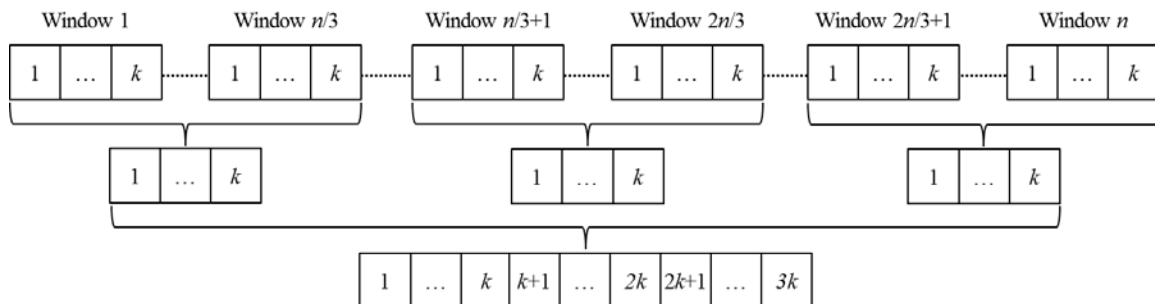 Window 1 Window n/3 Window n/3+1 Window 2n/3 Window 2n/3+1 Window n
1 ... k 1 ... k 1 ... k 1 ... k 1 ... k 1 ... k
1 ... k 1 ... k 1 ... k
1 ... k k+1 ... 2k 2k+1 ... 3k